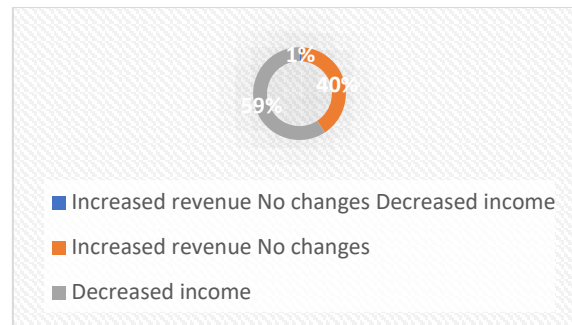 1%
40%
59%
Increased revenue No changes Decreased income
Increased revenue No changes
Decreased income